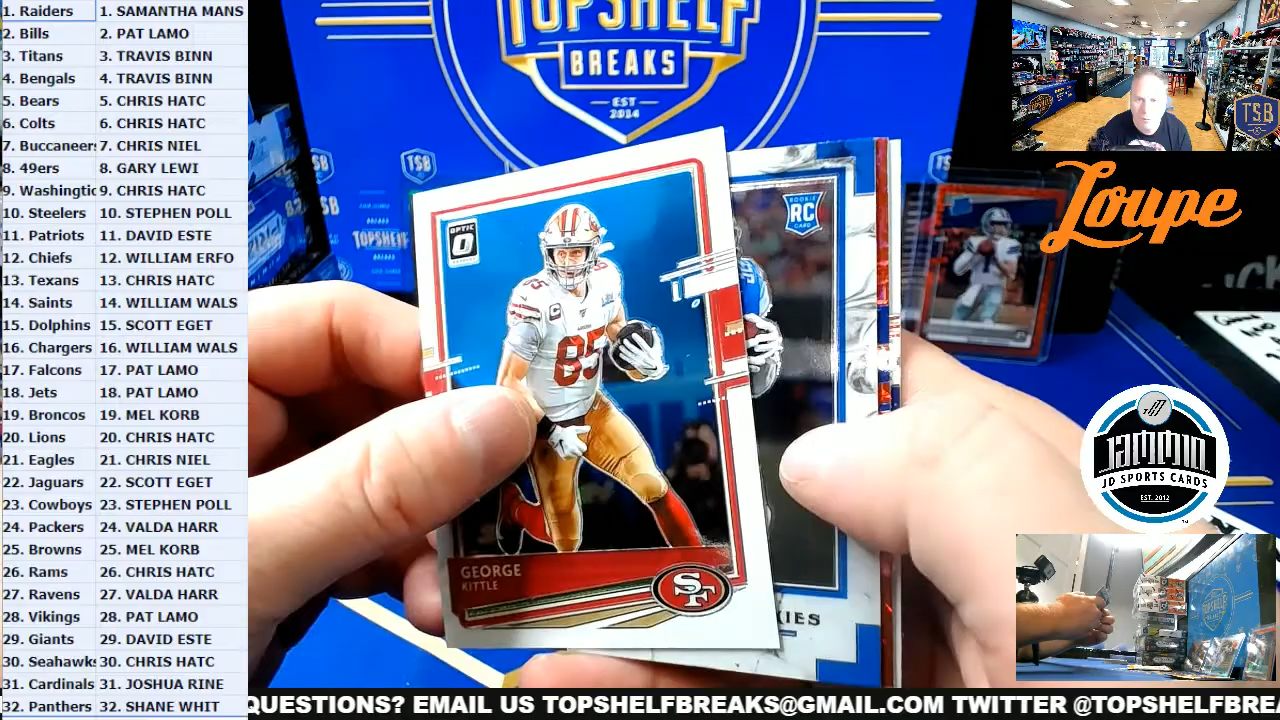 1. Raiders 1. SAMANTHA MANS
2. Bills 2. PAT LAMO
3. Titans 3. TRAVIS BINN
4. Bengals 4. TRAVIS BINN
5. Bears 5. CHRIS HATC
6. Colts 6. CHRIS HATC
7. Buccaneers 7. CHRIS NIEL
8. 49ers 8. GARY LEWI
9. Washingtic 9. CHRIS HATC
10. Steelers 10. STEPHEN POLL
11. Patriots 11. DAVID ESTE
12. Chiefs 12. WILLIAM ERFO
13. Texans 13. CHRIS HATC
14. Saints 14. WILLIAM WALS
15. Dolphins 15. SCOTT EGET
16. Chargers 16. WILLIAM WALS
17. Falcons 17. PAT LAMO
18. Jets 18. PAT LAMO
19. Broncos 19. MEL KORB
20. Lions 20. CHRIS HATC
21. Eagles 21. CHRIS NIEL
22. Jaguars 22. SCOTT EGET
23. Cowboys 23. STEPHEN POLL
24. Packers 24. VALDA HARR
25. Browns 25. MEL KORB
26. Rams 26. CHRIS HATC
27. Ravens 27. VALDA HARR
28. Vikings 28. PAT LAMO
29. Giants 29. DAVID ESTE
30. Seahawks 30. CHRIS HATC
31. Cardinals 31. JOSHUA RINE
32. Panthers 32. SHANE WHIT
TOPSHELF
BREAKS
EST
2014
TSB
TOPSHELF
OPTIC
O
85
GEORGE
KITTLE
SF
ROOKIE
RC
CARD
KIES
TSB
Loupe
JAMMIN
JD SPORTS CARDS
EST. 2012
TOPSHELF
QUESTIONS? EMAIL US TOPSHELFBREAKS@GMAIL.COM TWITTER @TOPSHELFBREA